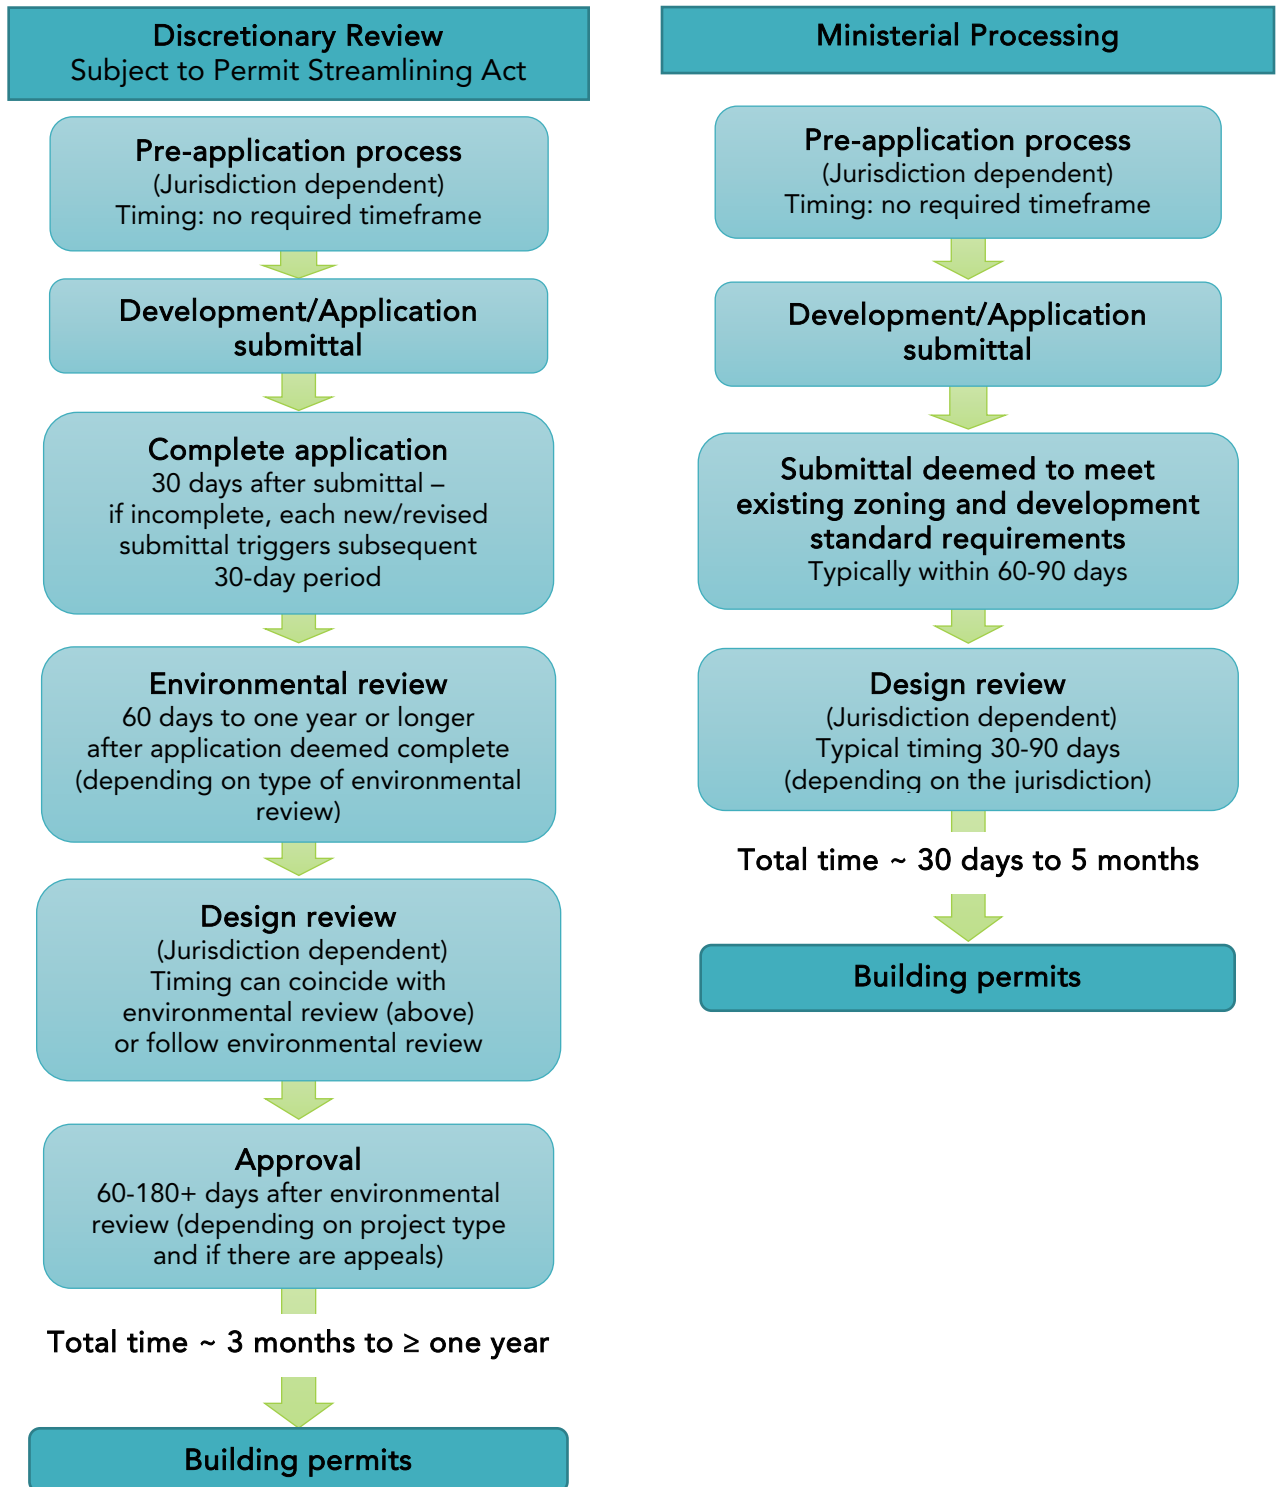 Discretionary Review
Subject to Permit Streamlining Act
Pre-application process
(Jurisdiction dependent)
Timing: no required timeframe
Development/Application
submittal
Complete application
30 days after submittal –
if incomplete, each new/revised
submittal triggers subsequent
30-day period
Environmental review
60 days to one year or longer
after application deemed complete
(depending on type of environmental
review)
Design review
(Jurisdiction dependent)
Timing can coincide with
environmental review (above)
or follow environmental review
Approval
60-180+ days after environmental
review (depending on project type
and if there are appeals)
Total time ~ 3 months to ≥ one year
Building permits
Ministerial Processing
Pre-application process
(Jurisdiction dependent)
Timing: no required timeframe
Development/Application
submittal
Submittal deemed to meet
existing zoning and development
standard requirements
Typically within 60-90 days
Design review
(Jurisdiction dependent)
Typical timing 30-90 days
(depending on the jurisdiction)
Total time ~ 30 days to 5 months
Building permits